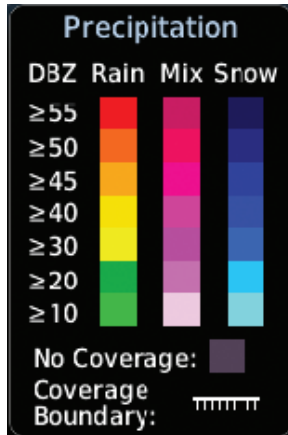 Precipitation
DBZ Rain Mix Snow
≥55
≥50
≥45
≥40
≥30
≥20
≥10
No Coverage:
Coverage
Boundary: